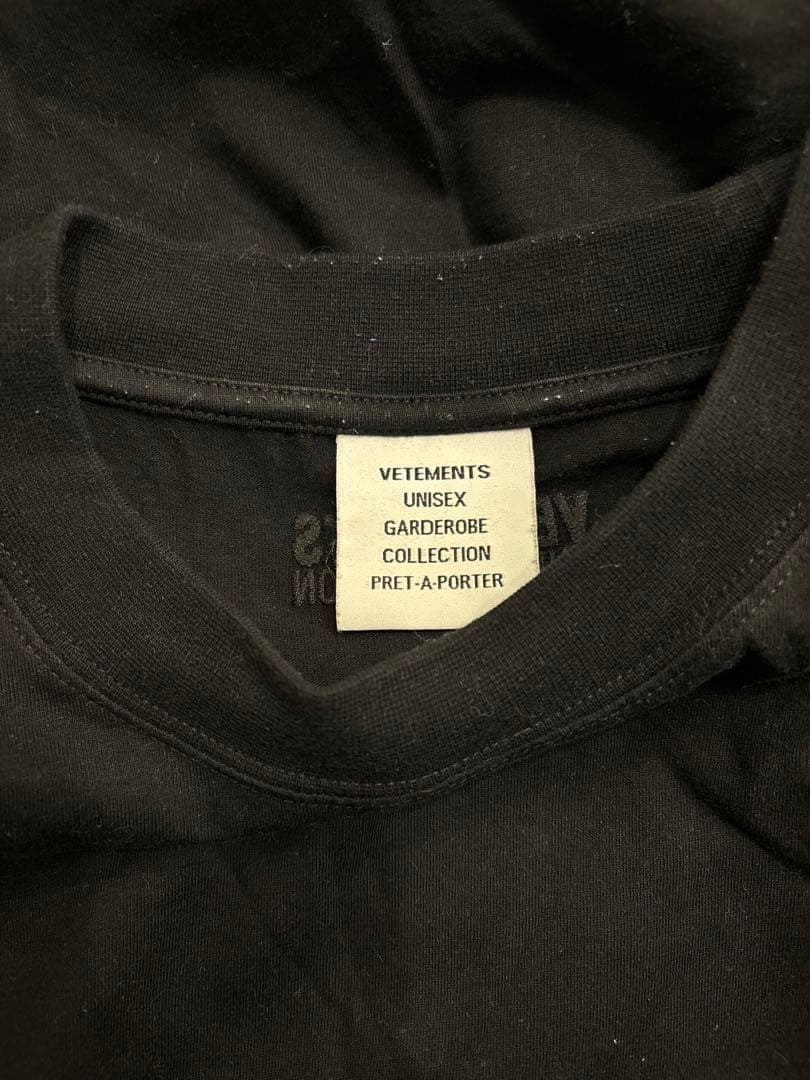 VETEMENTS
UNISEX
GARDEROBE
COLLECTION
PRET-A-PORTER